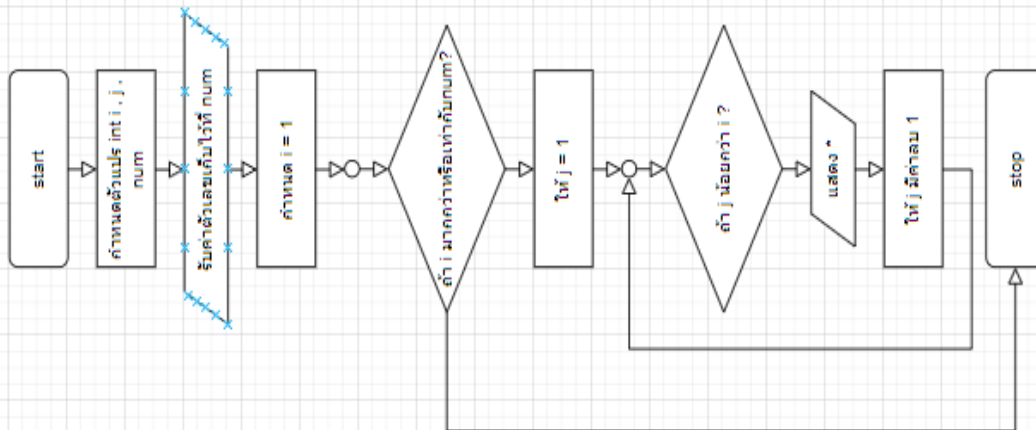 start
กำหนดตัวแปร int i , j ,
num
รับค่าตัวเลขเก็บไว้ที่ num
กำหนด i = 1
ถ้า i มากกว่าหรือเท่ากับnum?
ให้ j = 1
ถ้า j น้อยกว่า i ?
แสดง *
ให้ j มีค่าลบ 1
stop